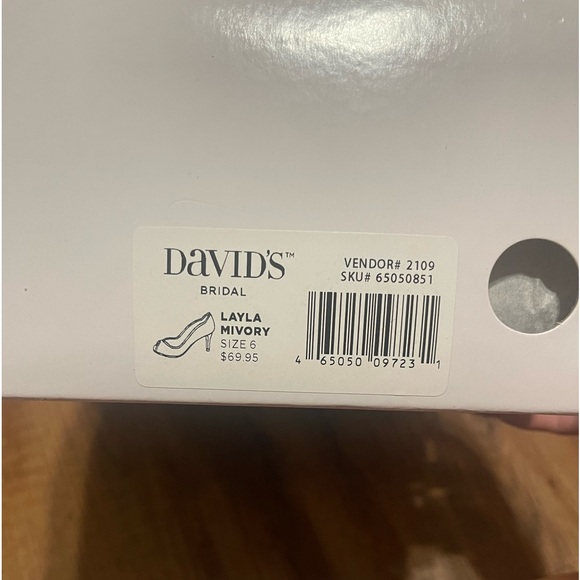 DAVID'S™
BRIDAL
LAYLA
MIVORY
SIZE 6
$69.95
VENDOR# 2109
SKU# 65050851
4 65050 09723 1